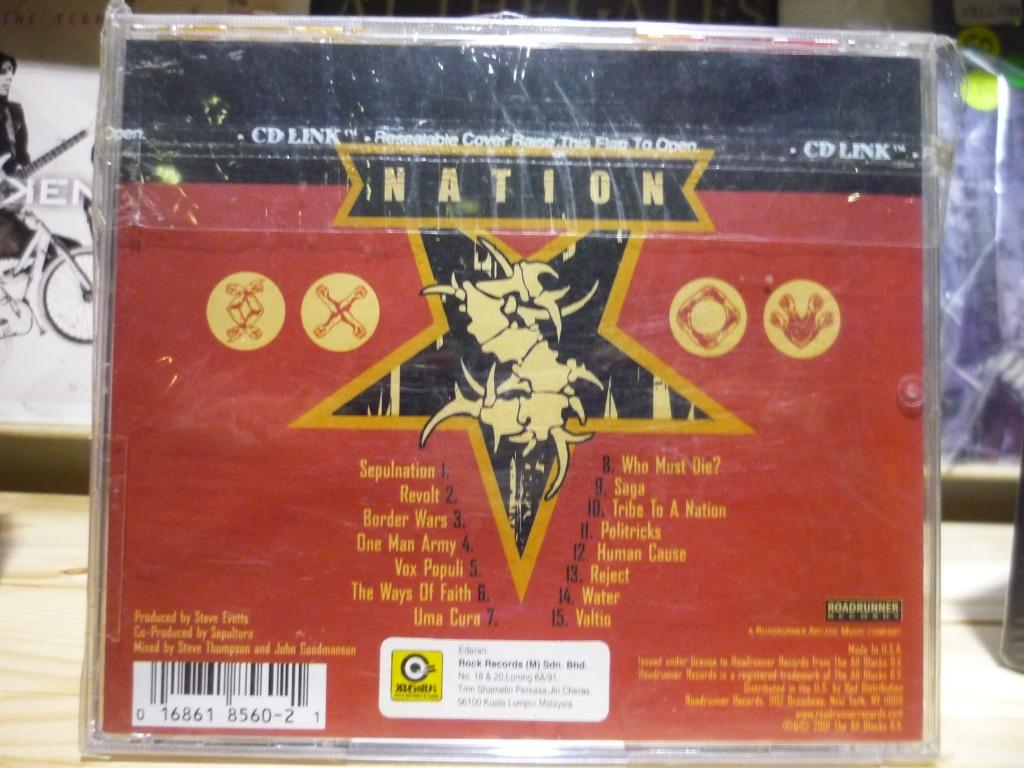 AT THE GATES
YELLOW
KEN
Open.
· CD LINK™ · Resealable Cover Raise This Flap To Open.
· CD LINK™ ·
NATION
Sepulnation 1.
Revolt 2.
Border Wars 3.
One Man Army 4.
Vox Populi 5.
The Ways Of Faith 6.
Uma Cura 7.
8. Who Must Die?
9. Saga
10. Tribe To A Nation
11. Politricks
12. Human Cause
13. Reject
14. Water
15. Valtio
Produced by Steve Evetts
Co-Produced by Sepultura
Mixed by Steve Thompson and John Goodmanson
0 16861 8560-2 1
Edaran:
Rock Records (M) Sdn. Bhd.
No. 18 & 20, Lorong 6A/91.
Tmn Shamelin Perkasa, Jln Cheras,
56100 Kuala Lumpur. Malaysia
ROADRUNNER
RECORDS
A ROADRUNNER ARCADE MUSIC COMPANY
Made In U.S.A.
Issued under license to Roadrunner Records from The All Blacks B.V.
Roadrunner Records is a registered trademark of The All Blacks B.V.
Distributed in the U.S. by Red Distribution
Roadrunner Records, 902 Broadway, New York, NY 10010
www.roadrunnerrecords.com
℗© 2001 The All Blacks B.V.